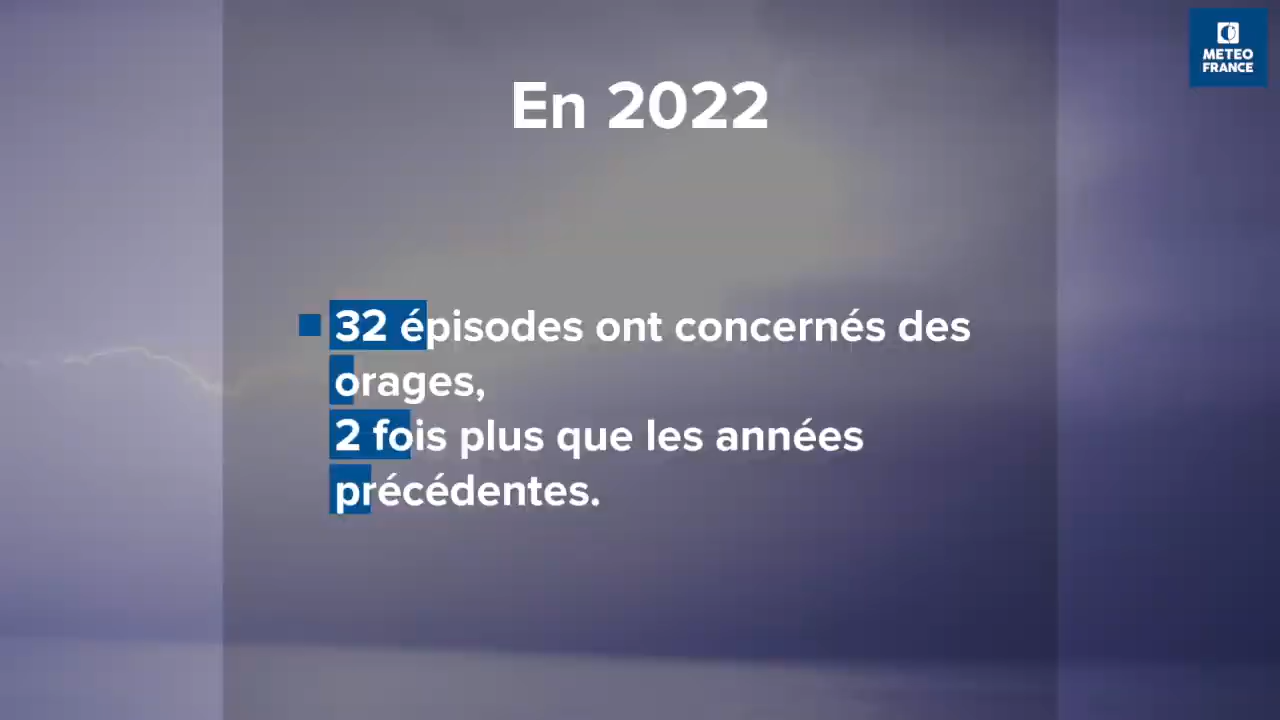 METEO
FRANCE
En 2022
32 épisodes ont concernés des
orages,
2 fois plus que les années
précédentes.